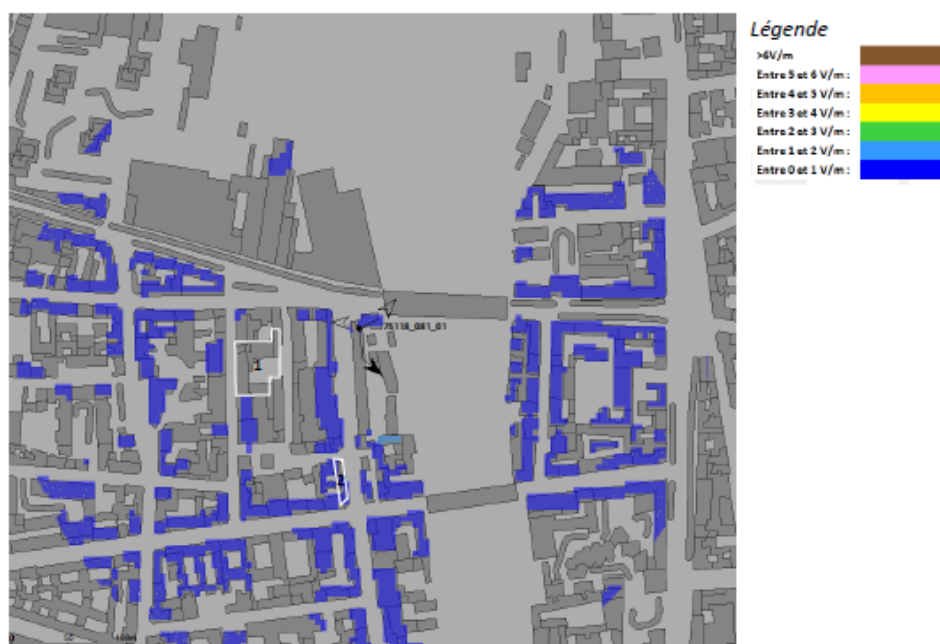 Légende
>6V/m
Entre 5 et 6 V/m :
Entre 4 et 5 V/m :
Entre 3 et 4 V/m :
Entre 2 et 3 V/m :
Entre 1 et 2 V/m :
Entre 0 et 1 V/m :
75118_081_01
1
2